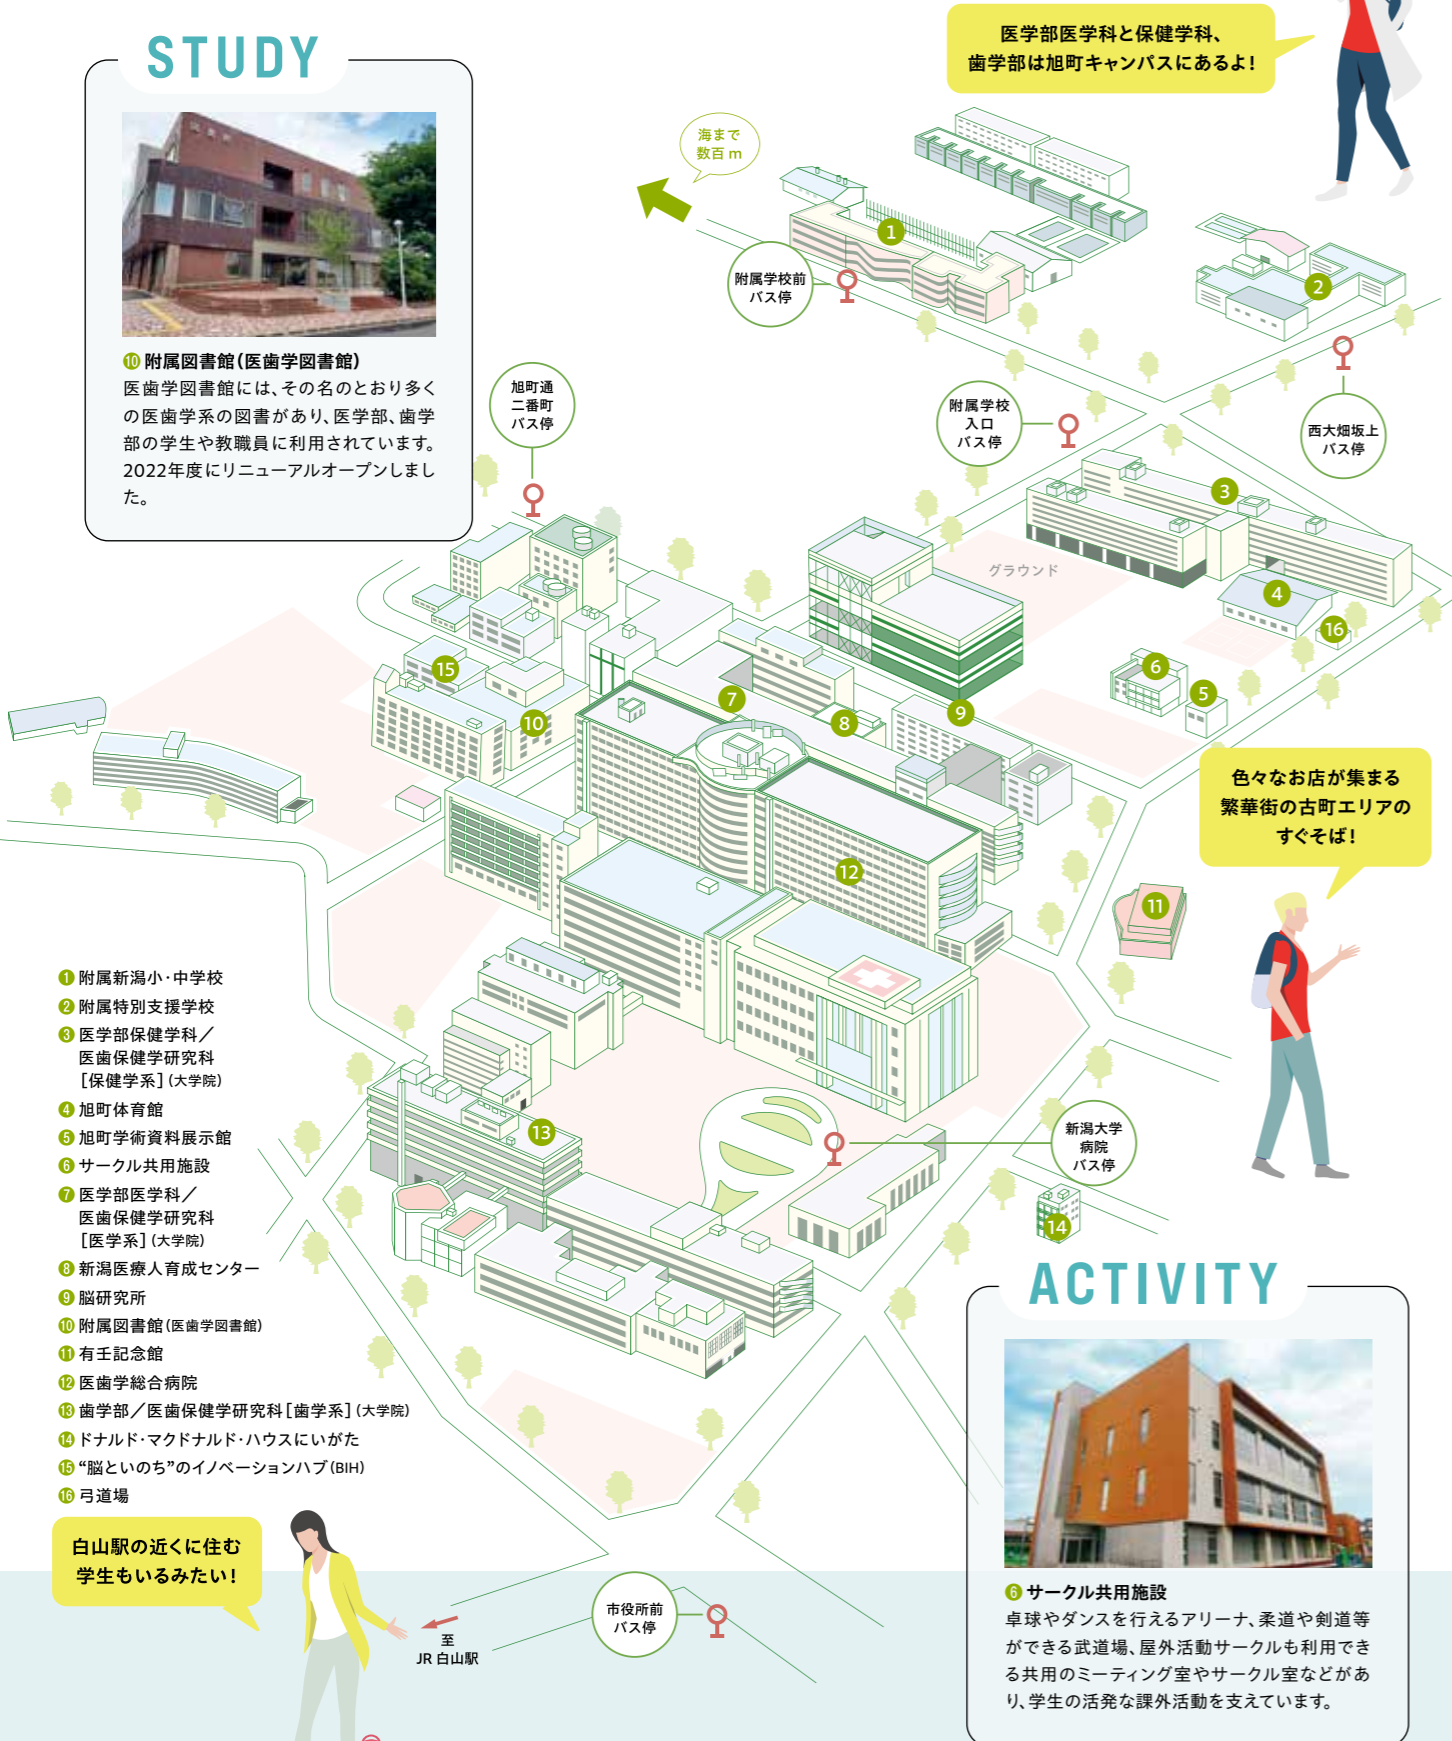 STUDY
⑩ 附属図書館(医歯学図書館)
医歯学図書館には、その名のとおり多く
の医歯学系の図書があり、医学部、歯学
部の学生や教職員に利用されています。
2022年度にリニューアルオープンしまし
た。
医学部医学科と保健学科、
歯学部は旭町キャンパスにあるよ!
海まで
数百 m
附属学校前
バス停
旭町通
二番町
バス停
附属学校
入口
バス停
西大畑坂上
バス停
グラウンド
1
2
3
4
16
6
5
15
10
7
8
9
12
11
13
14
色々なお店が集まる
繁華街の古町エリアの
すぐそば!
新潟大学
病院
バス停
❶ 附属新潟小・中学校
❷ 附属特別支援学校
❸ 医学部保健学科/
医歯保健学研究科
[保健学系](大学院)
❹ 旭町体育館
❺ 旭町学術資料展示館
❻ サークル共用施設
❼ 医学部医学科/
医歯保健学研究科
[医学系](大学院)
❽ 新潟医療人育成センター
❾ 脳研究所
❿ 附属図書館(医歯学図書館)
⓫ 有壬記念館
⓬ 医歯学総合病院
⓭ 歯学部/医歯保健学研究科[歯学系](大学院)
⓮ ドナルド・マクドナルド・ハウスにいがた
⓯ “脳といのち”のイノベーションハブ(BIH)
⓰ 弓道場
白山駅の近くに住む
学生もいるみたい!
至
JR 白山駅
市役所前
バス停
ACTIVITY
❻ サークル共用施設
卓球やダンスを行えるアリーナ、柔道や剣道等
ができる武道場、屋外活動サークルも利用でき
る共用のミーティング室やサークル室などがあ
り、学生の活発な課外活動を支えています。